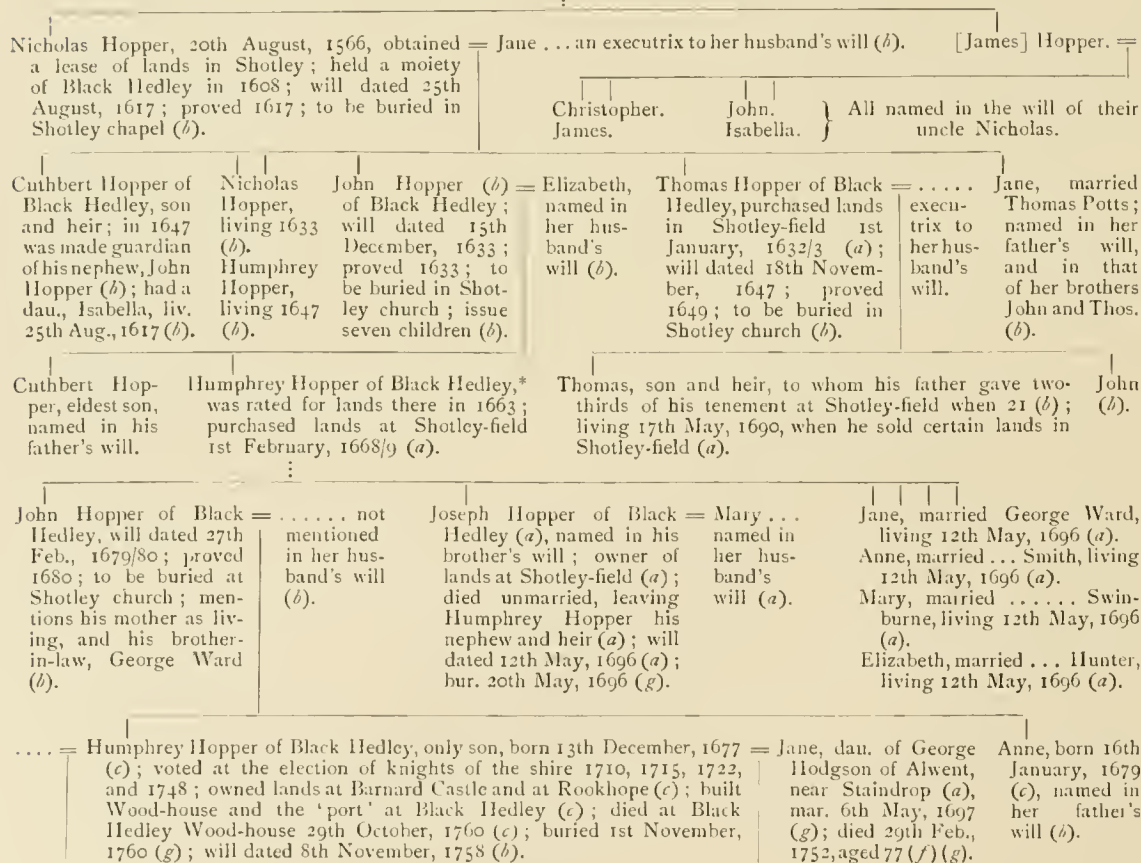 Nicholas Hopper, 20th August, 1566, obtained
a lease of lands in Shotley ; held a moiety
of Black Hedley in 1608 ; will dated 25th
August, 1617 ; proved 1617 ; to be buried in
Shotley chapel (b).
= Jane ... an executrix to her husband's will (b).
[James] Hopper. =
Christopher.
James.
John.
Isabella.
} All named in the will of their
uncle Nicholas.
Cuthbert Hopper of
Black Hedley, son
and heir ; in 1647
was made guardian
of his nephew, John
Hopper (b) ; had a
dau., Isabella, liv.
25th Aug., 1617 (b).
Nicholas
Hopper,
living 1633
(b).
Humphrey
Hopper,
living 1647
(b).
John Hopper (b)
of Black Hedley ;
will dated 15th
December, 1633 ;
proved 1633 ; to
be buried in Shot-
ley church ; issue
seven children (b).
= Elizabeth,
named in
her hus-
band's
will (b).
Thomas Hopper of Black
Hedley, purchased lands
in Shotley-field 1st
January, 1632/3 (a) ;
will dated 18th Novem-
ber, 1647 ; proved
1649 ; to be buried in
Shotley church (b).
= .....
execu-
trix to
her hus-
band's
will.
Jane, married
Thomas Potts ;
named in her
father's will,
and in that
of her brothers
John and Thos.
(b).
Cuthbert Hop-
per, eldest son,
named in his
father's will.
Humphrey Hopper of Black Hedley,*
was rated for lands there in 1663 ;
purchased lands at Shotley-field
1st February, 1668/9 (a).
Thomas, son and heir, to whom his father gave two-
thirds of his tenement at Shotley-field when 21 (b) ;
living 17th May, 1690, when he sold certain lands in
Shotley-field (a).
John
(b).
John Hopper of Black
Hedley, will dated 27th
Feb., 1679/80 ; proved
1680 ; to be buried at
Shotley church ; men-
tions his mother as liv-
ing, and his brother-
in-law, George Ward
(b).
= ...... not
mentioned
in her hus-
band's will
(b).
Joseph Hopper of Black
Hedley (a), named in his
brother's will ; owner of
lands at Shotley-field (a) ;
died unmarried, leaving
Humphrey Hopper his
nephew and heir (a) ; will
dated 12th May, 1696 (a) ;
bur. 20th May, 1696 (g).
= Mary ...
named in
her hus-
band's
will (a).
Jane, married George Ward,
living 12th May, 1696 (a).
Anne, married ... Smith, living
12th May, 1696 (a).
Mary, married ...... Swin-
burne, living 12th May, 1696
(a).
Elizabeth, married ... Hunter,
living 12th May, 1696 (a).
.... = Humphrey Hopper of Black Hedley, only son, born 13th December, 1677
(c) ; voted at the election of knights of the shire 1710, 1715, 1722,
and 1748 ; owned lands at Barnard Castle and at Rookhope (c) ; built
Wood-house and the 'port' at Black Hedley (c) ; died at Black
Hedley Wood-house 29th October, 1760 (c) ; buried 1st November,
1760 (g) ; will dated 8th November, 1758 (b).
= Jane, dau. of George
Hodgson of Alwent,
near Staindrop (a),
mar. 6th May, 1697
(g) ; died 29th Feb.,
1752, aged 77 (f) (g).
Anne, born 16th
January, 1679
(c), named in
her father's
will (b).